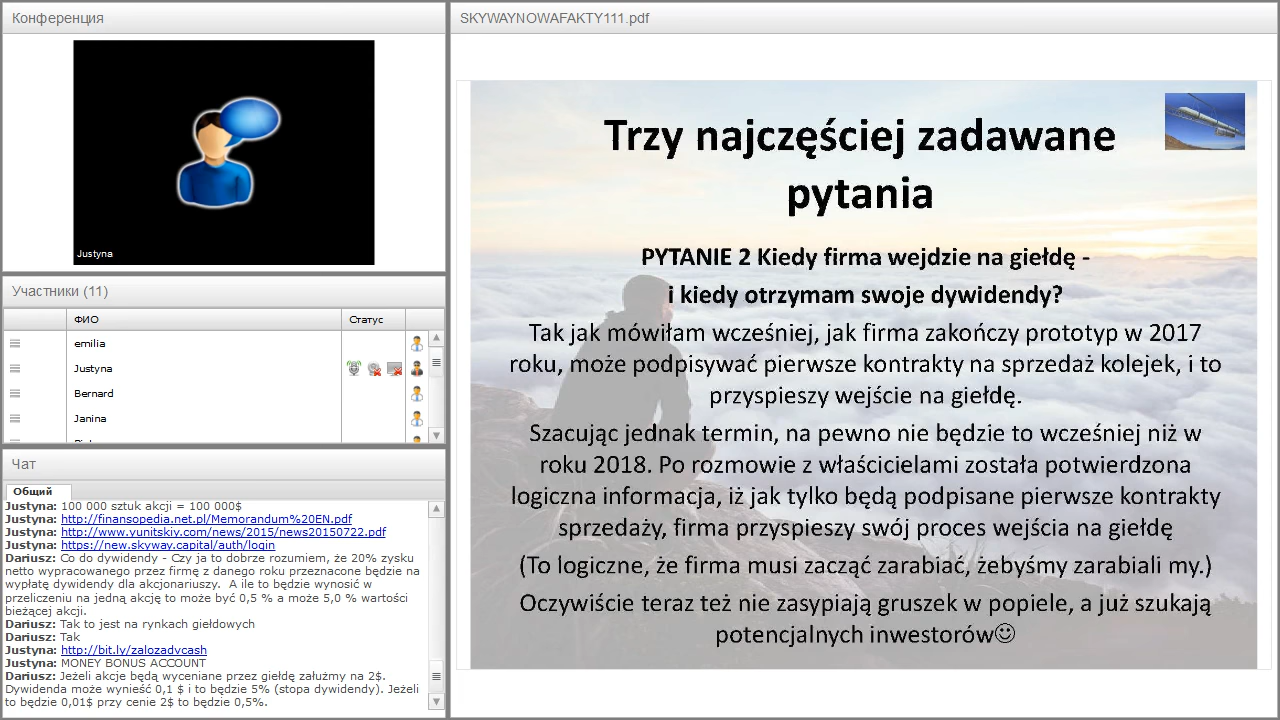 Конференция
Justyna
Участники (11)
ФИО
Статус
emilia
Justyna
Bernard
Janina
Чат
Общий
Justyna: 100 000 sztuk akcji = 100 000$
Justyna: http://finansopedia.net.pl/Memorandum%20EN.pdf
Justyna: http://www.yunitskiy.com/news/2015/news20150722.pdf
Justyna: https://new.skyway.capital/auth/login
Dariusz: Co do dywidendy - Czy ja to dobrze rozumiem, że 20% zysku
netto wypracowanego przez firmę z danego roku przeznaczone będzie na
wypłatę dywidendy dla akcjonariuszy.  A ile to będzie wynosić w
przeliczeniu na jedną akcję to może być 0,5 % a może 5,0 % wartości
bieżącej akcji.
Dariusz: Tak to jest na rynkach giełdowych
Dariusz: Tak
Justyna: http://bit.ly/zalozadvcash
Justyna: MONEY BONUS ACCOUNT
Dariusz: Jeżeli akcje będą wyceniane przez giełdę załużmy na 2$.
Dywidenda może wynieść 0,1 $ i to będzie 5% (stopa dywidendy). Jeżeli
to będzie 0,01$ przy cenie 2$ to będzie 0,5%.
SKYWAYNOWAFAKTY111.pdf
Trzy najczęściej zadawane
pytania
PYTANIE 2 Kiedy firma wejdzie na giełdę -
i kiedy otrzymam swoje dywidendy?
Tak jak mówiłam wcześniej, jak firma zakończy prototyp w 2017
roku, może podpisywać pierwsze kontrakty na sprzedaż kolejek, i to
przyspieszy wejście na giełdę.
Szacując jednak termin, na pewno nie będzie to wcześniej niż w
roku 2018. Po rozmowie z właścicielami została potwierdzona
logiczna informacja, iż jak tylko będą podpisane pierwsze kontrakty
sprzedaży, firma przyspieszy swój proces wejścia na giełdę
(To logiczne, że firma musi zacząć zarabiać, żebyśmy zarabiali my.)
Oczywiście teraz też nie zasypiają gruszek w popiele, a już szukają
potencjalnych inwestorów☺